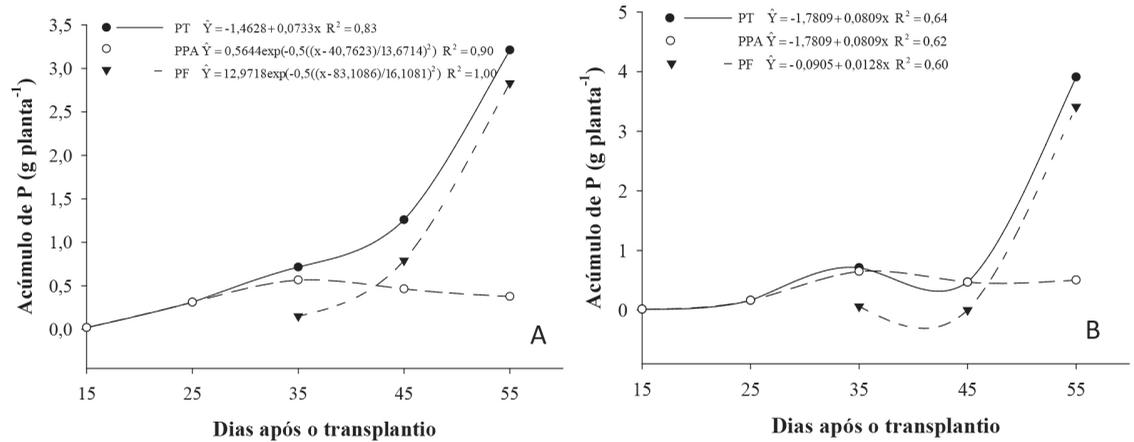 PT Ŷ=-1,4628+0,0733x R²=0,83
PPA Ŷ=0,5644exp(-0,5((x-40,7623)/13,6714)²) R²=0,90
PF Ŷ=12,9718exp(-0,5((x-83,1086)/16,1081)²) R²=1,00
Acúmulo de P (g planta⁻¹)
3,5
3,0
2,5
2,0
1,5
1,0
0,5
0,0
A
15 25 35 45 55
Dias após o transplantio
PT Ŷ=-1,7809+0,0809x R²=0,64
PPA Ŷ=-1,7809+0,0809x R²=0,62
PF Ŷ=-0,0905+0,0128x R²=0,60
Acúmulo de P (g planta⁻¹)
5
4
3
2
1
0
B
15 25 35 45 55
Dias após o transplantio